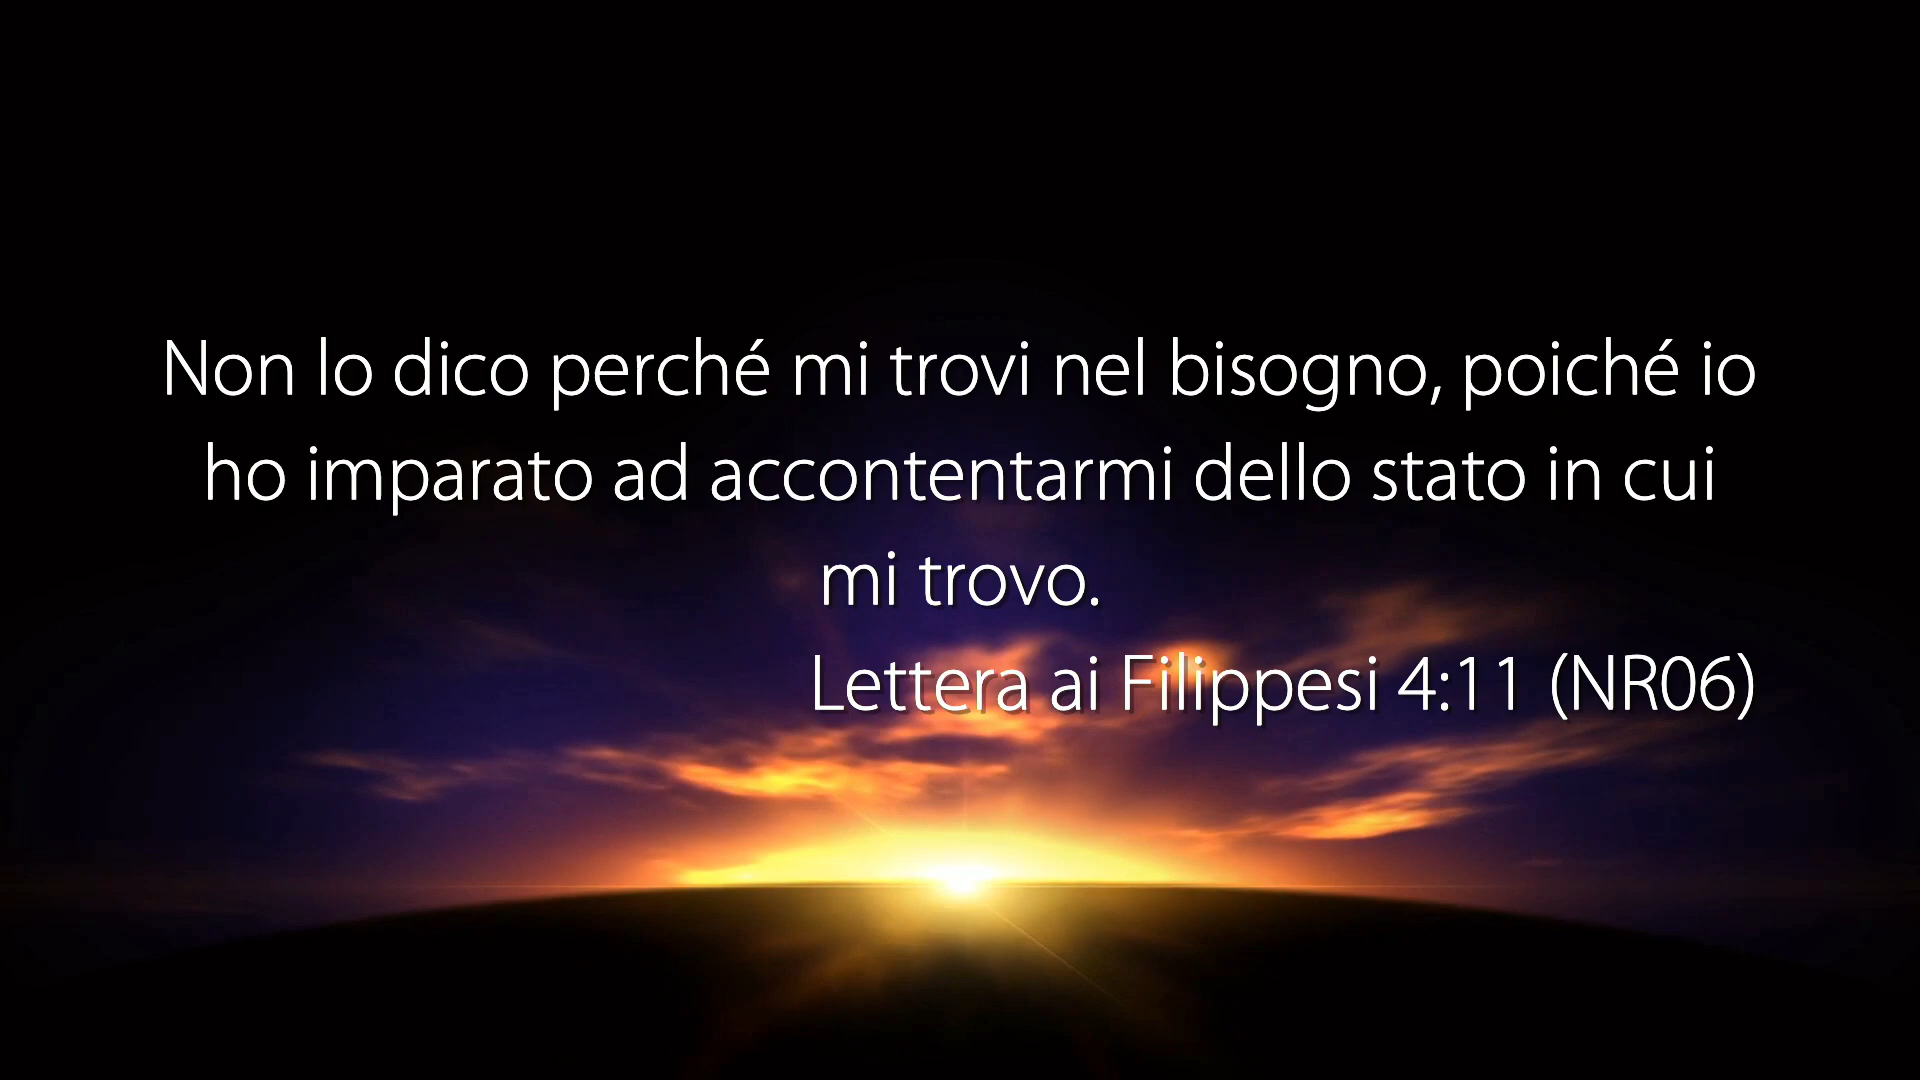 Non lo dico perché mi trovi nel bisogno, poiché io
ho imparato ad accontentarmi dello stato in cui
mi trovo.
Lettera ai Filippesi 4:11 (NR06)